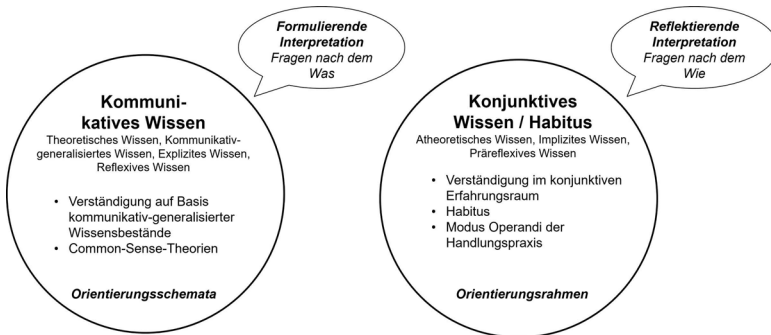 Formulierende
Interpretation
Fragen nach dem
Was
Kommuni-
katives Wissen
Theoretisches Wissen, Kommunikativ-
generalisiertes Wissen, Explizites Wissen,
Reflexives Wissen
• Verständigung auf Basis
kommunikativ-generalisierter
Wissensbestände
• Common-Sense-Theorien
Orientierungsschemata
Reflektierende
Interpretation
Fragen nach dem
Wie
Konjunktives
Wissen / Habitus
Atheoretisches Wissen, Implizites Wissen,
Präreflexives Wissen
• Verständigung im konjunktiven
Erfahrungsraum
• Habitus
• Modus Operandi der
Handlungspraxis
Orientierungsrahmen